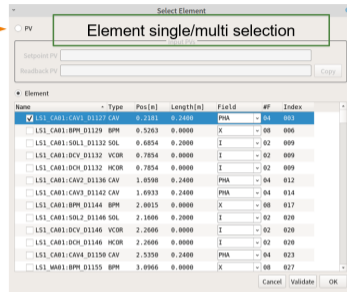 Select Element
PV
Element single/multi selection
Input PVs
Setpoint PV
Readback PV
Copy
Element
Name Type Pos[m] Length[m] Field #F Index
LS1_CA01:CAV1_D1127 CAV 0.2181 0.2400 PHA 04 003
LS1_CA01:BPM_D1129 BPM 0.5263 0.0000 X 08 006
LS1_CA01:SOL1_D1132 SOL 0.6854 0.2000 I 02 009
LS1_CA01:DCV_D1132 VCOR 0.7854 0.0000 I 02 009
LS1_CA01:DCH_D1132 HCOR 0.7854 0.0000 I 02 009
LS1_CA01:CAV2_D1136 CAV 1.0598 0.2400 PHA 04 012
LS1_CA01:CAV3_D1142 CAV 1.6933 0.2400 PHA 04 014
LS1_CA01:BPM_D1144 BPM 2.0015 0.0000 X 08 017
LS1_CA01:SOL2_D1146 SOL 2.1606 0.2000 I 02 020
LS1_CA01:DCV_D1146 VCOR 2.2606 0.0000 I 02 020
LS1_CA01:DCH_D1146 HCOR 2.2606 0.0000 I 02 020
LS1_CA01:CAV4_D1150 CAV 2.5350 0.2400 PHA 04 023
LS1_WA01:BPM_D1155 BPM 3.0966 0.0000 X 08 027
Cancel Validate OK